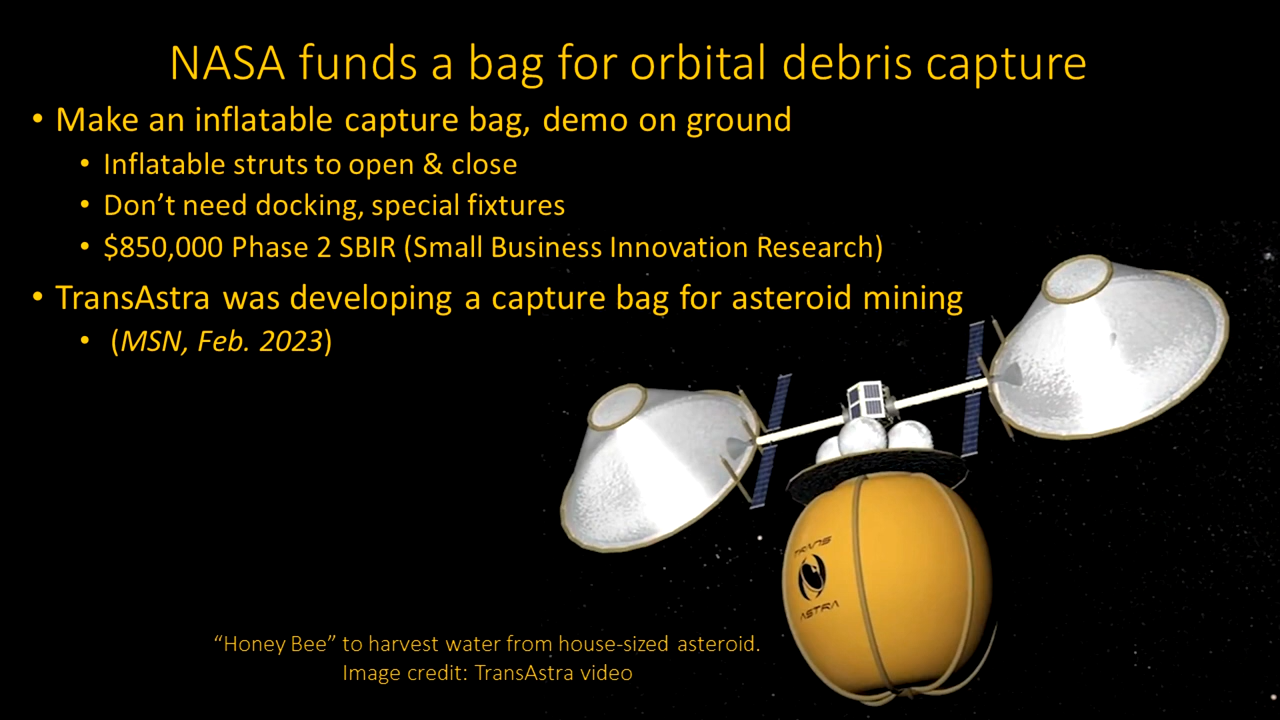 NASA funds a bag for orbital debris capture
• Make an inflatable capture bag, demo on ground
• Inflatable struts to open & close
• Don’t need docking, special fixtures
• $850,000 Phase 2 SBIR (Small Business Innovation Research)
• TransAstra was developing a capture bag for asteroid mining
• (MSN, Feb. 2023)
TRANS
ASTRA
“Honey Bee” to harvest water from house-sized asteroid.
Image credit: TransAstra video